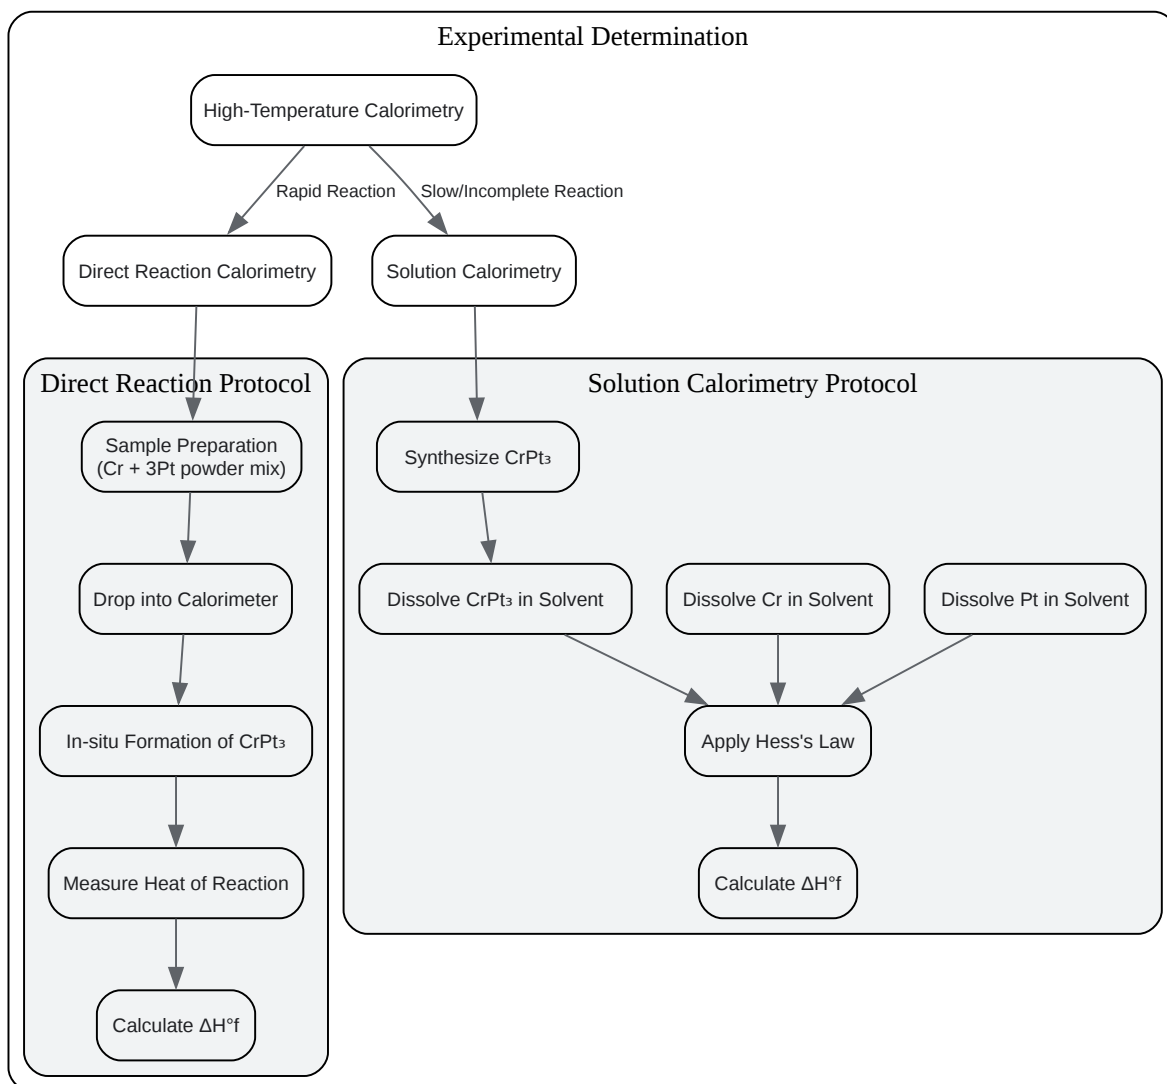 Experimental Determination
High-Temperature Calorimetry
Rapid Reaction
Slow/Incomplete Reaction
Direct Reaction Calorimetry
Solution Calorimetry
Direct Reaction Protocol
Sample Preparation
(Cr + 3Pt powder mix)
Drop into Calorimeter
In-situ Formation of CrPt₃
Measure Heat of Reaction
Calculate ΔH°f
Solution Calorimetry Protocol
Synthesize CrPt₃
Dissolve CrPt₃ in Solvent
Dissolve Cr in Solvent
Dissolve Pt in Solvent
Apply Hess's Law
Calculate ΔH°f